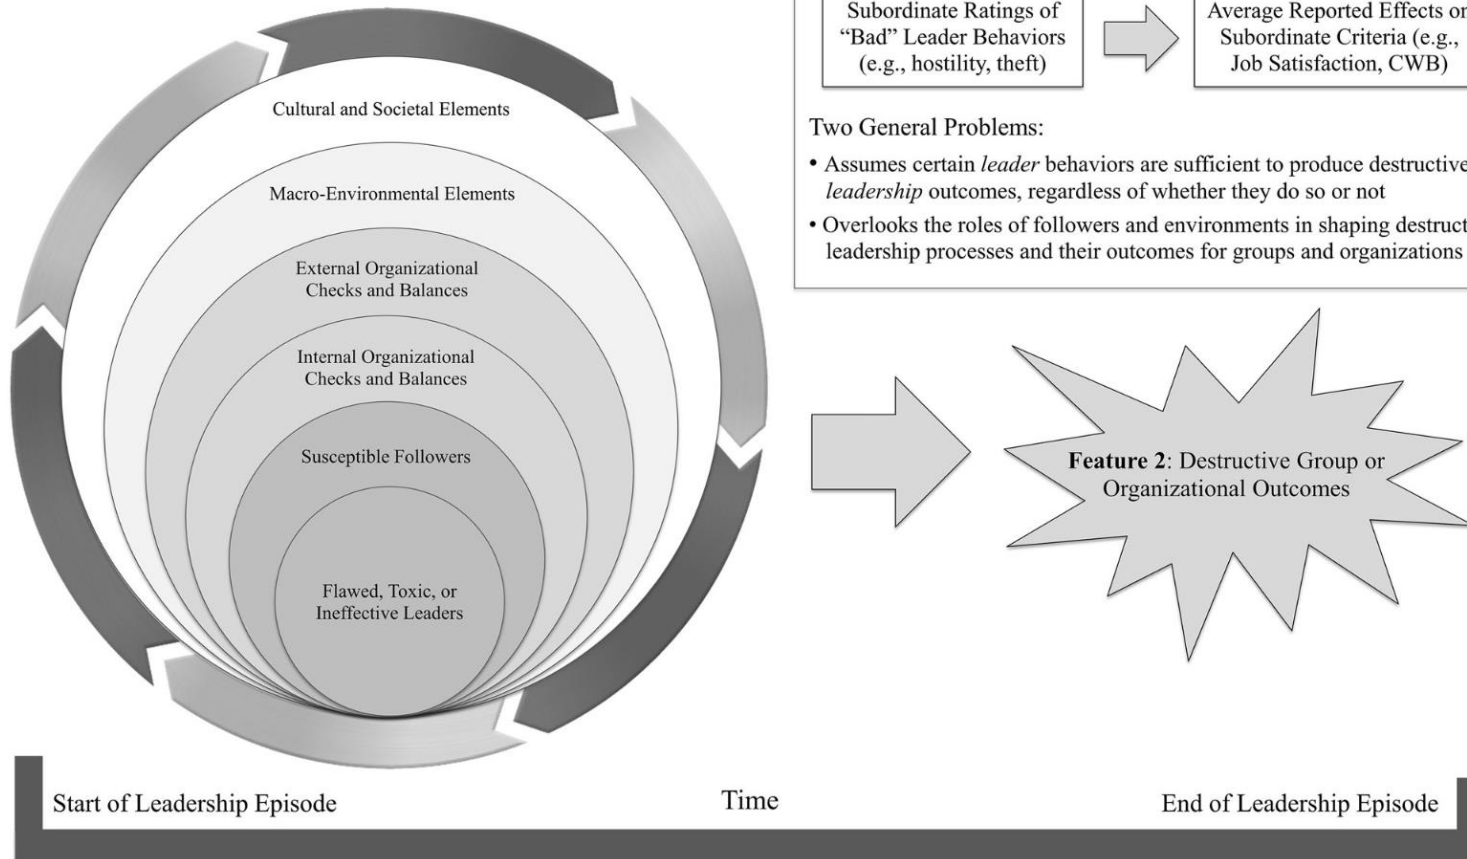 Cultural and Societal Elements
Macro-Environmental Elements
External Organizational
Checks and Balances
Internal Organizational
Checks and Balances
Susceptible Followers
Flawed, Toxic, or
Ineffective Leaders
Subordinate Ratings of
“Bad” Leader Behaviors
(e.g., hostility, theft)
Average Reported Effects on
Subordinate Criteria (e.g.,
Job Satisfaction, CWB)
Two General Problems:
• Assumes certain leader behaviors are sufficient to produce destructive
leadership outcomes, regardless of whether they do so or not
• Overlooks the roles of followers and environments in shaping destruct
leadership processes and their outcomes for groups and organizations
Feature 2: Destructive Group or
Organizational Outcomes
Start of Leadership Episode
Time
End of Leadership Episode